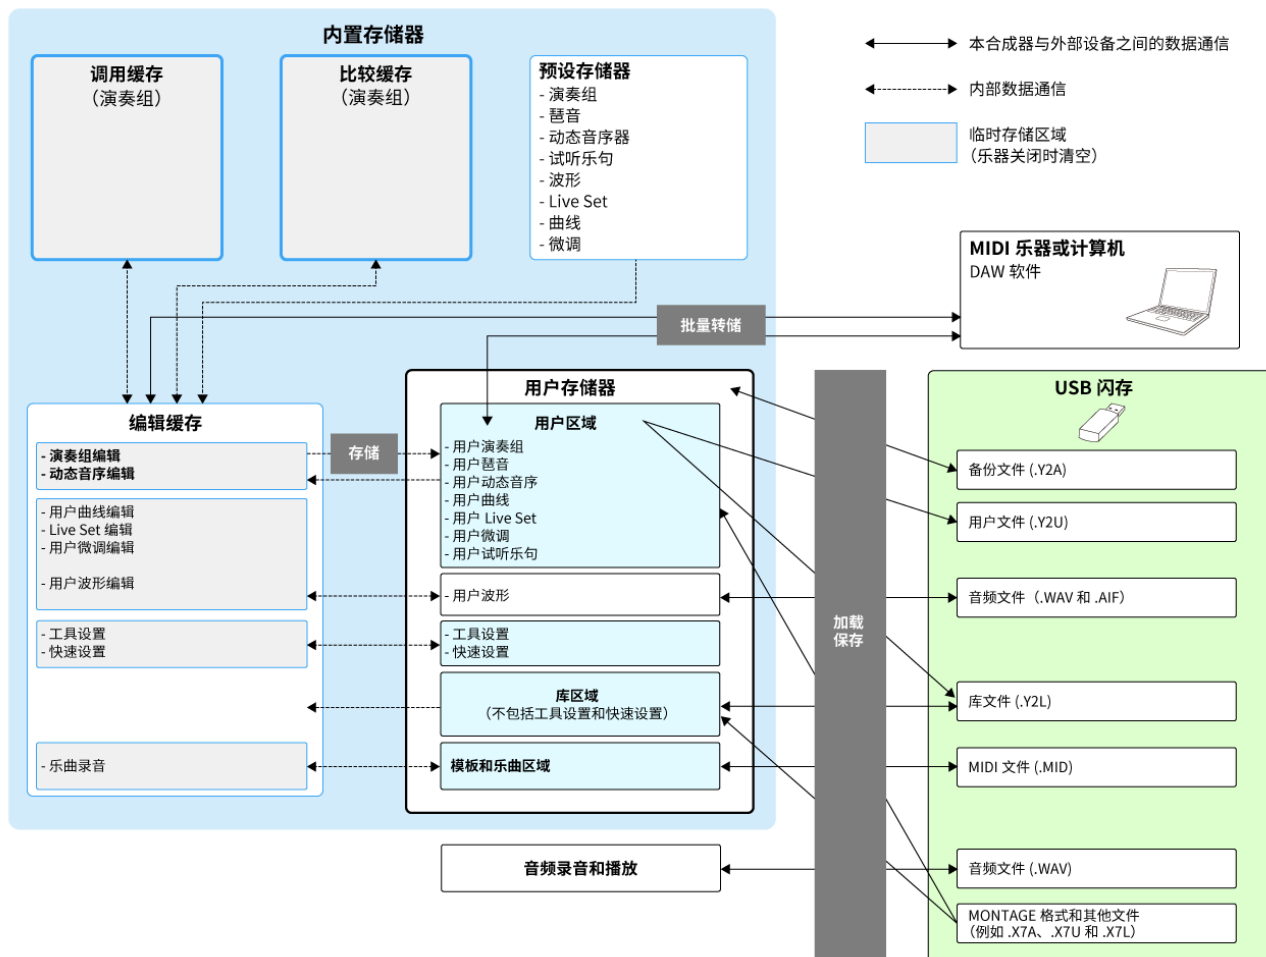 内置存储器
调用缓存
（演奏组）
比较缓存
（演奏组）
预设存储器
- 演奏组
- 琶音
- 动态音序器
- 试听乐句
- 波形
- Live Set
- 曲线
- 微调
本合成器与外部设备之间的数据通信
内部数据通信
临时存储区域
（乐器关闭时清空）
MIDI 乐器或计算机
DAW 软件
批量转储
编辑缓存
- 演奏组编辑
- 动态音序编辑
- 用户曲线编辑
- Live Set 编辑
- 用户微调编辑
- 用户波形编辑
- 工具设置
- 快速设置
- 乐曲录音
存储
用户存储器
用户区域
- 用户演奏组
- 用户琶音
- 用户动态音序
- 用户曲线
- 用户 Live Set
- 用户微调
- 用户试听乐句
- 用户波形
- 工具设置
- 快速设置
库区域
（不包括工具设置和快速设置）
模板和乐曲区域
音频录音和播放
加载
保存
USB 闪存
备份文件 (.Y2A)
用户文件 (.Y2U)
音频文件（.WAV 和 .AIF）
库文件 (.Y2L)
MIDI 文件 (.MID)
音频文件 (.WAV)
MONTAGE 格式和其他文件
（例如 .X7A、.X7U 和 .X7L）